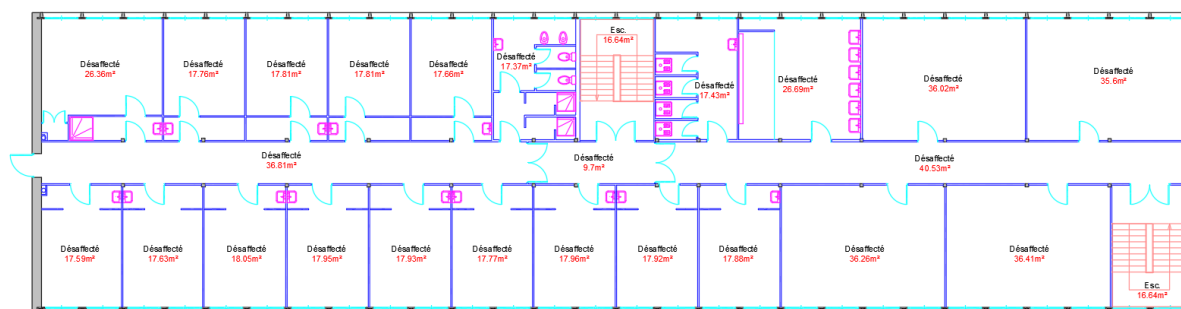 Esc.
16.64m²
Désaffecté
26.36m²
Désaffecté
17.76m²
Désaffecté
17.81m²
Désaffecté
17.81m²
Désaffecté
17.66m²
Désaffecté
17.37m²
Désaffecté
17.43m²
Désaffecté
26.69m²
Désaffecté
36.02m²
Désaffecté
35.6m²
Désaffecté
36.81m²
Désaffecté
9.7m²
Désaffecté
40.53m²
Désaffecté
17.59m²
Désaffecté
17.63m²
Désaffecté
18.05m²
Désaffecté
17.95m²
Désaffecté
17.93m²
Désaffecté
17.77m²
Désaffecté
17.96m²
Désaffecté
17.92m²
Désaffecté
17.88m²
Désaffecté
36.26m²
Désaffecté
36.41m²
Esc.
16.64m²